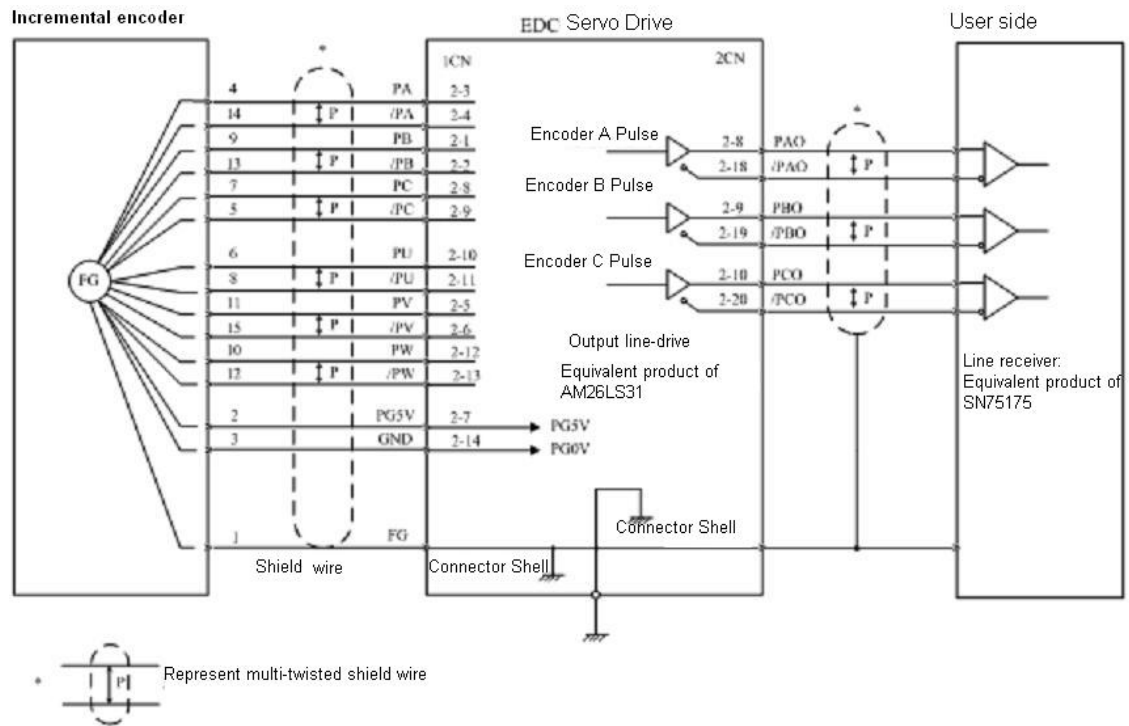 Incremental encoder
EDC Servo Drive
User side
*
1CN
2CN
4 PA 2-3
P
14 /PA 2-4
9 PB 2-1
P
13 /PB 2-2
7 PC 2-8
P
5 /PC 2-9
6 PU 2-10
P
8 /PU 2-11
11 PV 2-5
P
15 /PV 2-6
10 PW 2-12
P
12 /PW 2-13
2 PG5V 2-7 PG5V
3 GND 2-14 PG0V
1 FG
FG
Shield wire
Connector Shell
Connector Shell
*
Encoder A Pulse
2-8 PAO
P
2-18 /PAO
Encoder B Pulse
2-9 PBO
P
2-19 /PBO
Encoder C Pulse
2-10 PCO
P
2-20 /PCO
Output line-drive
Equivalent product of
AM26LS31
Line receiver:
Equivalent product of
SN75175
*
P
Represent multi-twisted shield wire